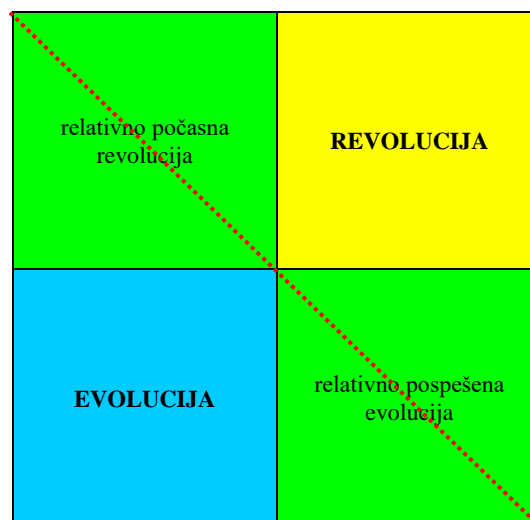 relativno počasna
revolucija
REVOLUCIJA
EVOLUCIJA
relativno pospešena
evolucija